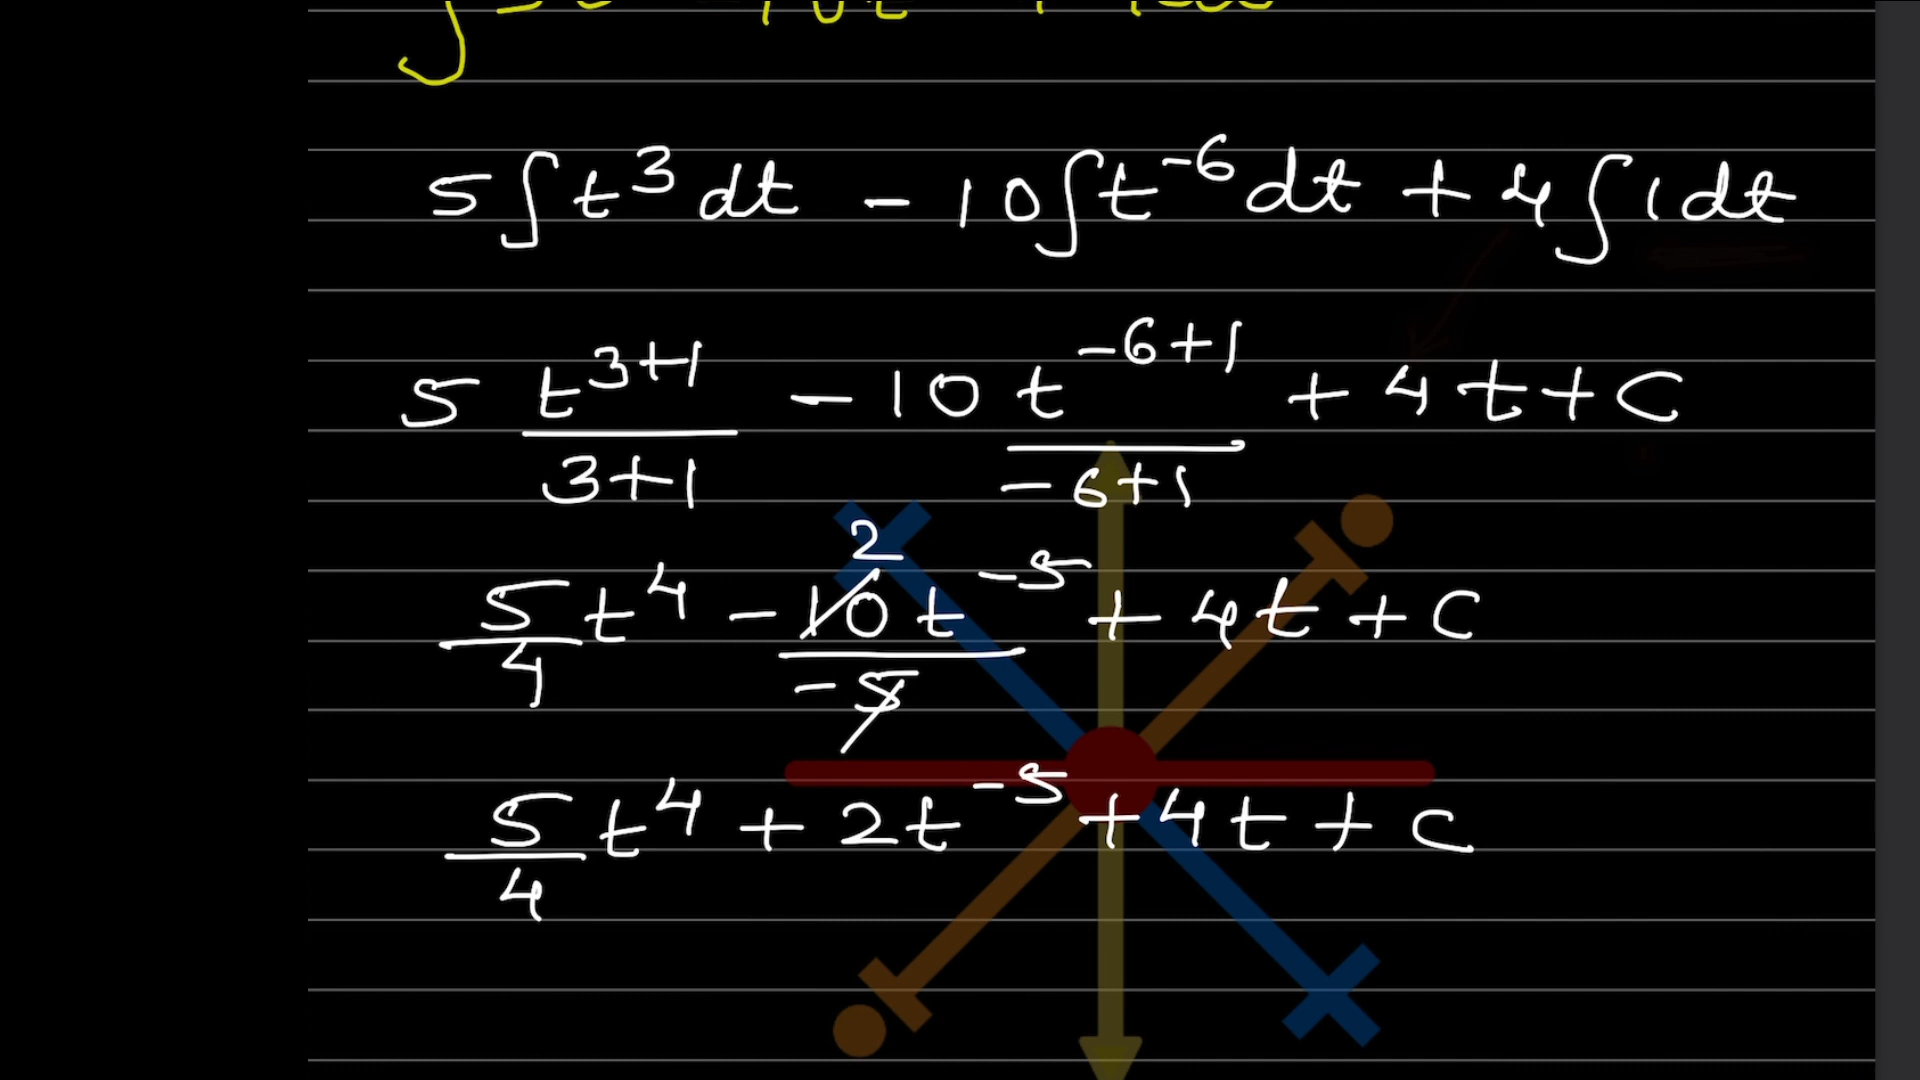 5∫t³dt - 10∫t⁻⁶dt + 4∫1dt
5 t³⁺¹/3+1 - 10 t⁻⁶⁺¹/-6+1 + 4t + C
2
5/4 t⁴ - 10t⁻⁵/-5 + 4t + C
5/4 t⁴ + 2t⁻⁵ + 4t + C